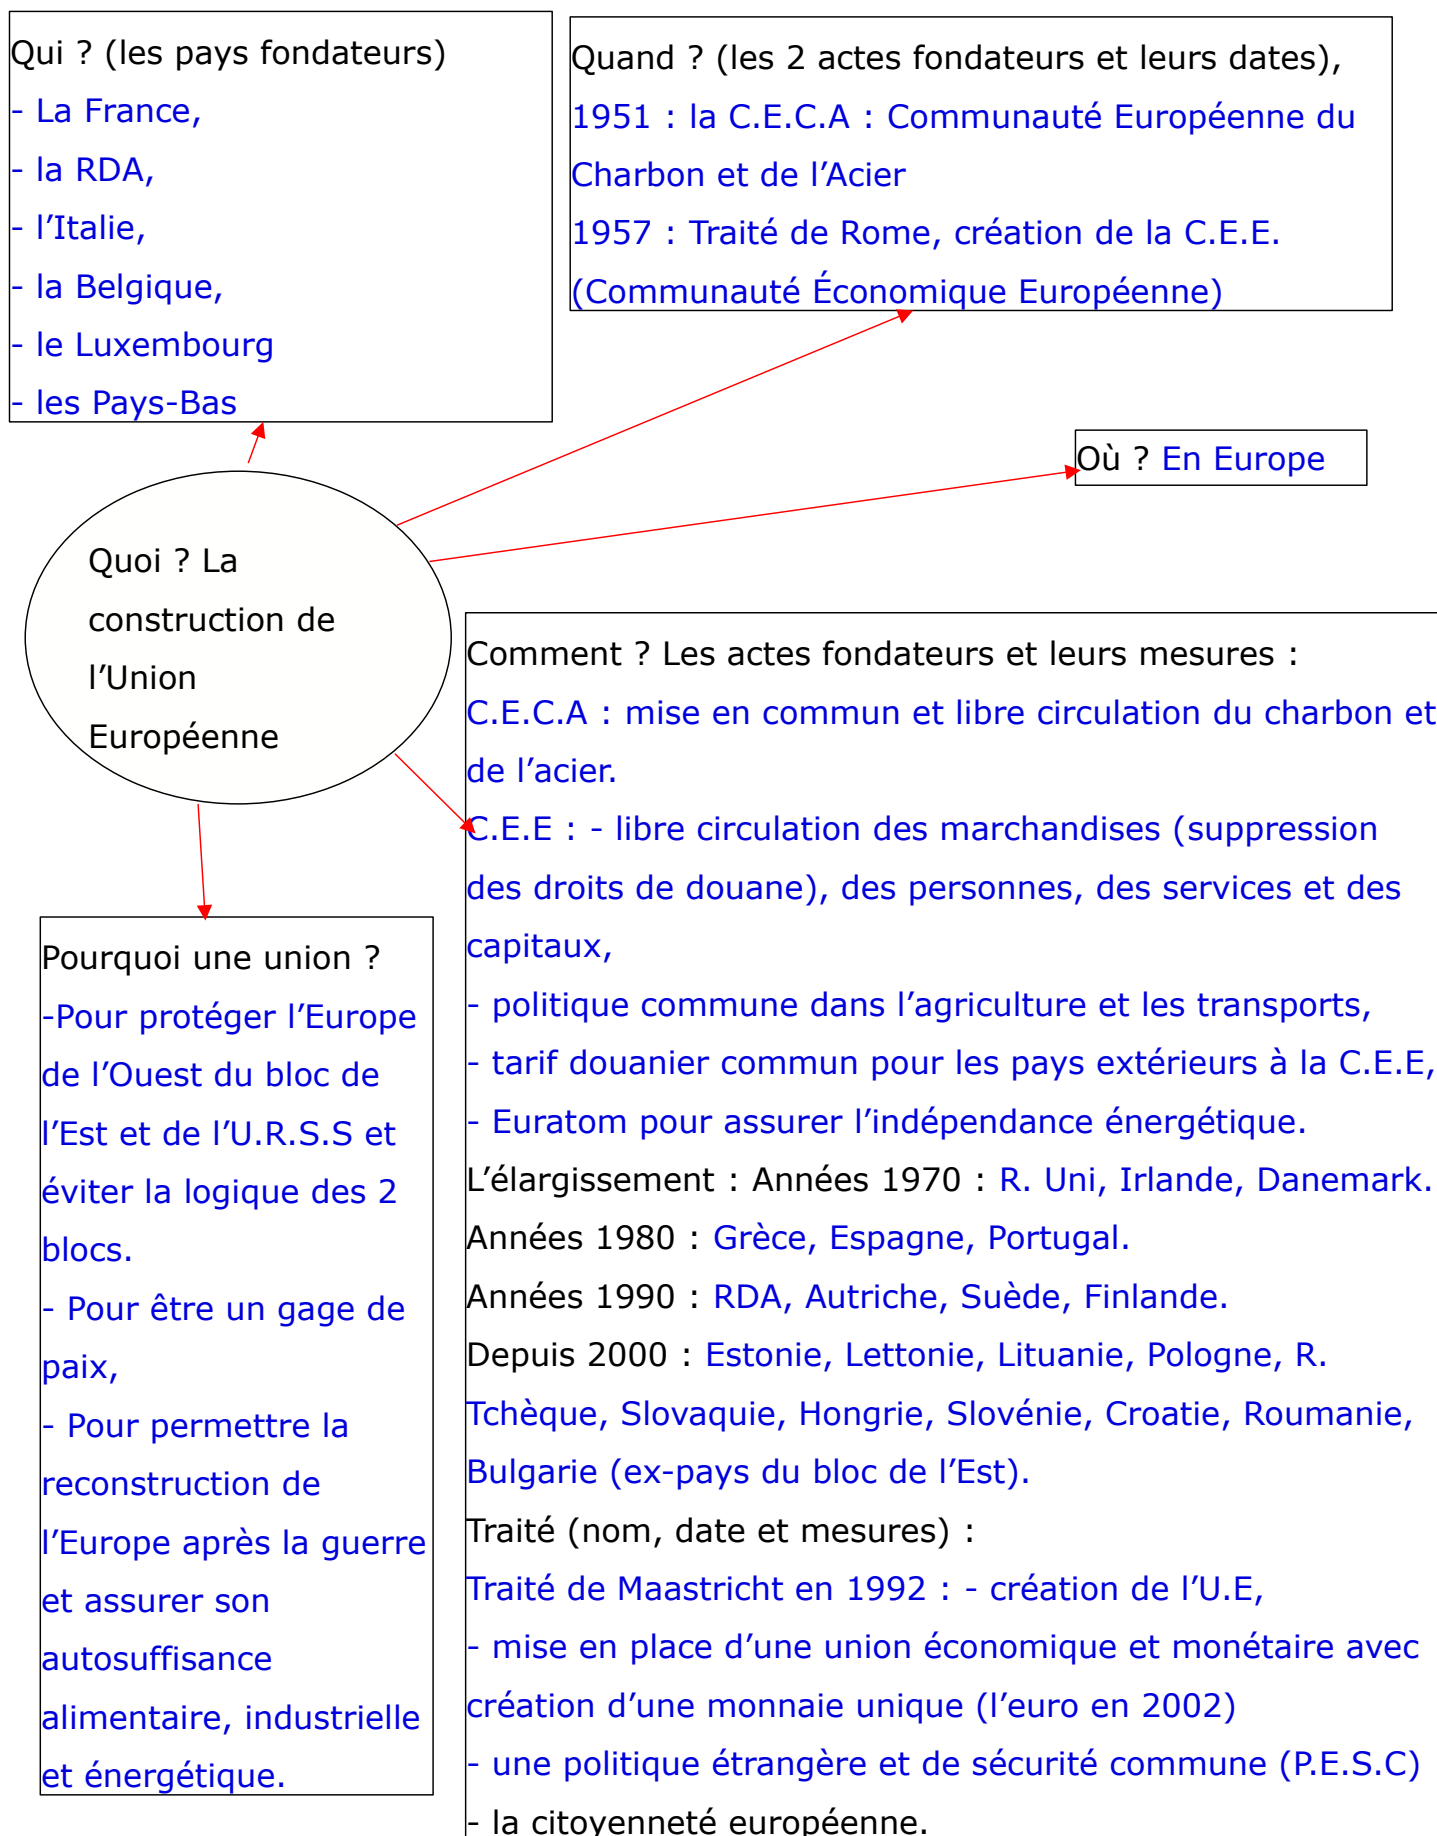 Qui ? (les pays fondateurs)
- La France,
- la RDA,
- l’Italie,
- la Belgique,
- le Luxembourg
- les Pays-Bas
Quand ? (les 2 actes fondateurs et leurs dates),
1951 : la C.E.C.A : Communauté Européenne du
Charbon et de l’Acier
1957 : Traité de Rome, création de la C.E.E.
(Communauté Économique Européenne)
Où ? En Europe
Quoi ? La
construction de
l’Union
Européenne
Comment ? Les actes fondateurs et leurs mesures :
C.E.C.A : mise en commun et libre circulation du charbon et
de l’acier.
C.E.E : - libre circulation des marchandises (suppression
des droits de douane), des personnes, des services et des
capitaux,
- politique commune dans l’agriculture et les transports,
- tarif douanier commun pour les pays extérieurs à la C.E.E,
- Euratom pour assurer l’indépendance énergétique.
L’élargissement : Années 1970 : R. Uni, Irlande, Danemark.
Années 1980 : Grèce, Espagne, Portugal.
Années 1990 : RDA, Autriche, Suède, Finlande.
Depuis 2000 : Estonie, Lettonie, Lituanie, Pologne, R.
Tchèque, Slovaquie, Hongrie, Slovénie, Croatie, Roumanie,
Bulgarie (ex-pays du bloc de l’Est).
Traité (nom, date et mesures) :
Traité de Maastricht en 1992 : - création de l’U.E,
- mise en place d’une union économique et monétaire avec
création d’une monnaie unique (l’euro en 2002)
- une politique étrangère et de sécurité commune (P.E.S.C)
- la citoyenneté européenne.
Pourquoi une union ?
-Pour protéger l’Europe
de l’Ouest du bloc de
l’Est et de l’U.R.S.S et
éviter la logique des 2
blocs.
- Pour être un gage de
paix,
- Pour permettre la
reconstruction de
l’Europe après la guerre
et assurer son
autosuffisance
alimentaire, industrielle
et énergétique.